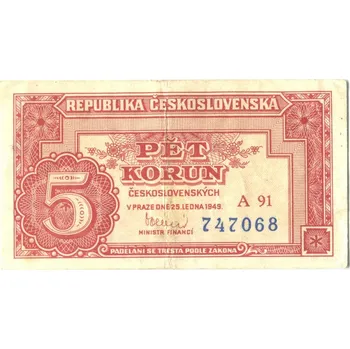 REPUBLIKA ČESKOSLOVENSKÁ
PĚT
KORUN
ČESKOSLOVENSKÝCH
V PRAZE DNE 25. LEDNA 1949.
A 91
747068
MINISTR FINANCÍ
5
PADĚLÁNÍ SE TRESTÁ PODLE ZÁKONA